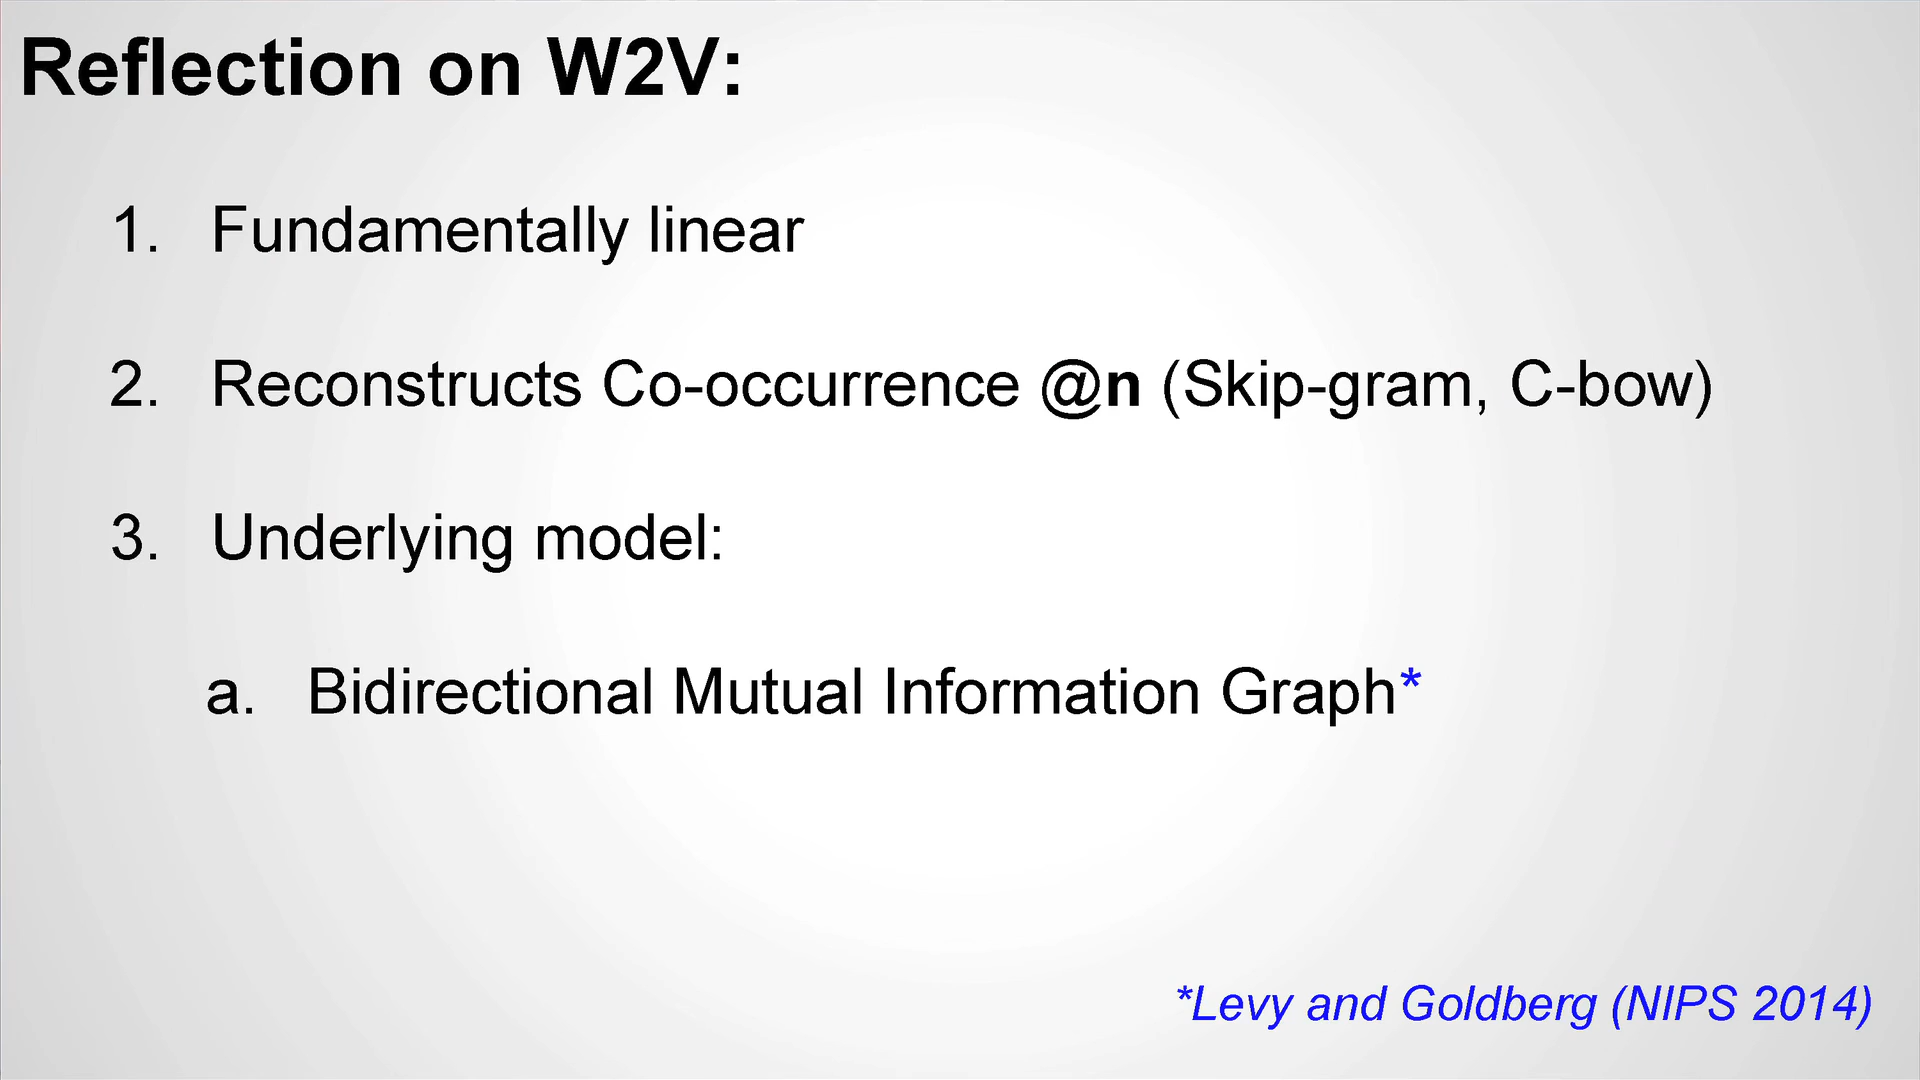 Reflection on W2V:
1. Fundamentally linear
2. Reconstructs Co-occurrence @n (Skip-gram, C-bow)
3. Underlying model:
a. Bidirectional Mutual Information Graph*
*Levy and Goldberg (NIPS 2014)